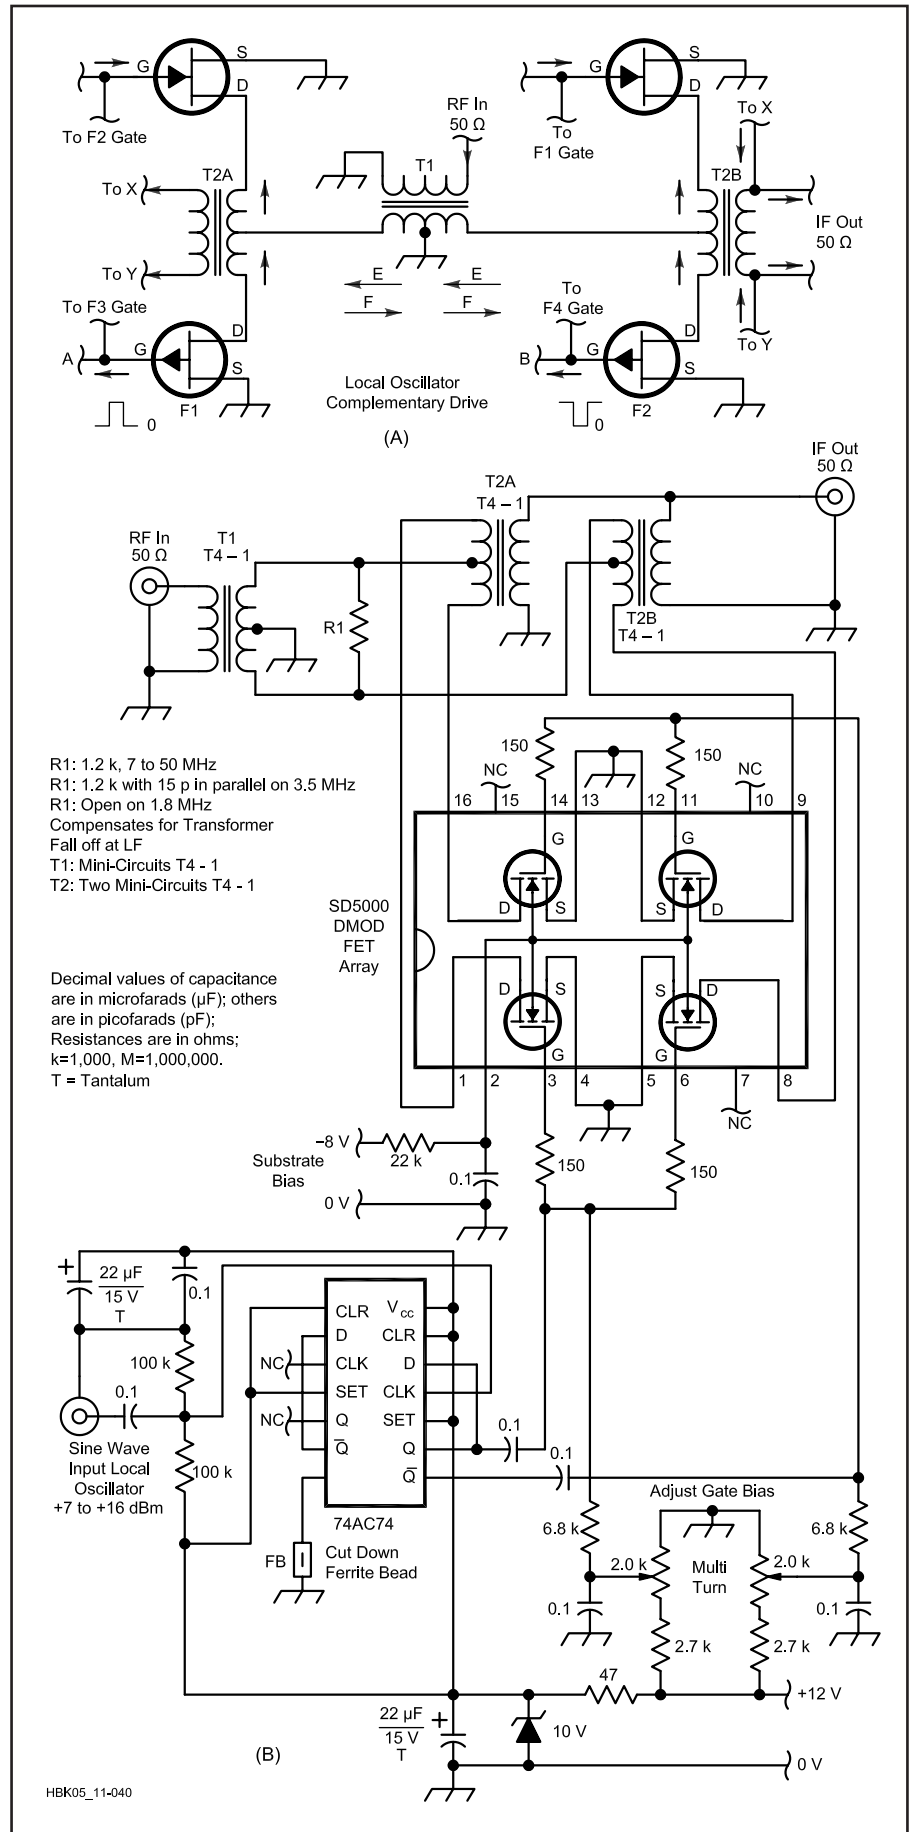 S
G
D
To F2 Gate
RF In
50 Ω
S
G
D
To
F1 Gate
To X
T2A
T1
T2B
To X
To Y
IF Out
50 Ω
E
F
E
F
To F3 Gate
To
F4 Gate
To Y
A
G
D
S
F1
0
Local Oscillator
Complementary Drive
(A)
B
G
D
S
F2
0
IF Out
50 Ω
T2A
T4 – 1
RF In
50 Ω
T1
T4 – 1
R1
T2B
T4 – 1
R1: 1.2 k, 7 to 50 MHz
R1: 1.2 k with 15 p in parallel on 3.5 MHz
R1: Open on 1.8 MHz
Compensates for Transformer
Fall off at LF
T1: Mini-Circuits T4 - 1
T2: Two Mini-Circuits T4 - 1
150
150
NC
NC
16
15
14
13
12
11
10
9
G
G
D
S
S
D
SD5000
DMOD
FET
Array
D
S
S
D
G
G
1
2
3
4
5
6
7
8
NC
Decimal values of capacitance
are in microfarads (µF); others
are in picofarads (pF);
Resistances are in ohms;
k=1,000, M=1,000,000.
T = Tantalum
–8 V
22 k
Substrate
Bias
0.1
0 V
150
150
+
22 µF
15 V
T
0.1
100 k
0.1
Sine Wave
Input Local
Oscillator
+7 to +16 dBm
100 k
NC
NC
CLR
Vcc
D
CLR
CLK
D
SET
CLK
Q
SET
Q̅
Q
Q̅
74AC74
FB
Cut Down
Ferrite Bead
0.1
0.1
Adjust Gate Bias
6.8 k
2.0 k
Multi
Turn
2.0 k
6.8 k
0.1
0.1
2.7 k
2.7 k
47
+12 V
22 µF
15 V
T
+
10 V
0 V
(B)
HBK05_11-040